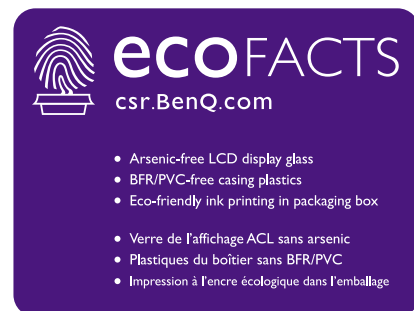 ecoFACTS
csr.BenQ.com
• Arsenic-free LCD display glass
• BFR/PVC-free casing plastics
• Eco-friendly ink printing in packaging box
• Verre de l'affichage ACL sans arsenic
• Plastiques du boîtier sans BFR/PVC
• Impression à l'encre écologique dans l'emballage